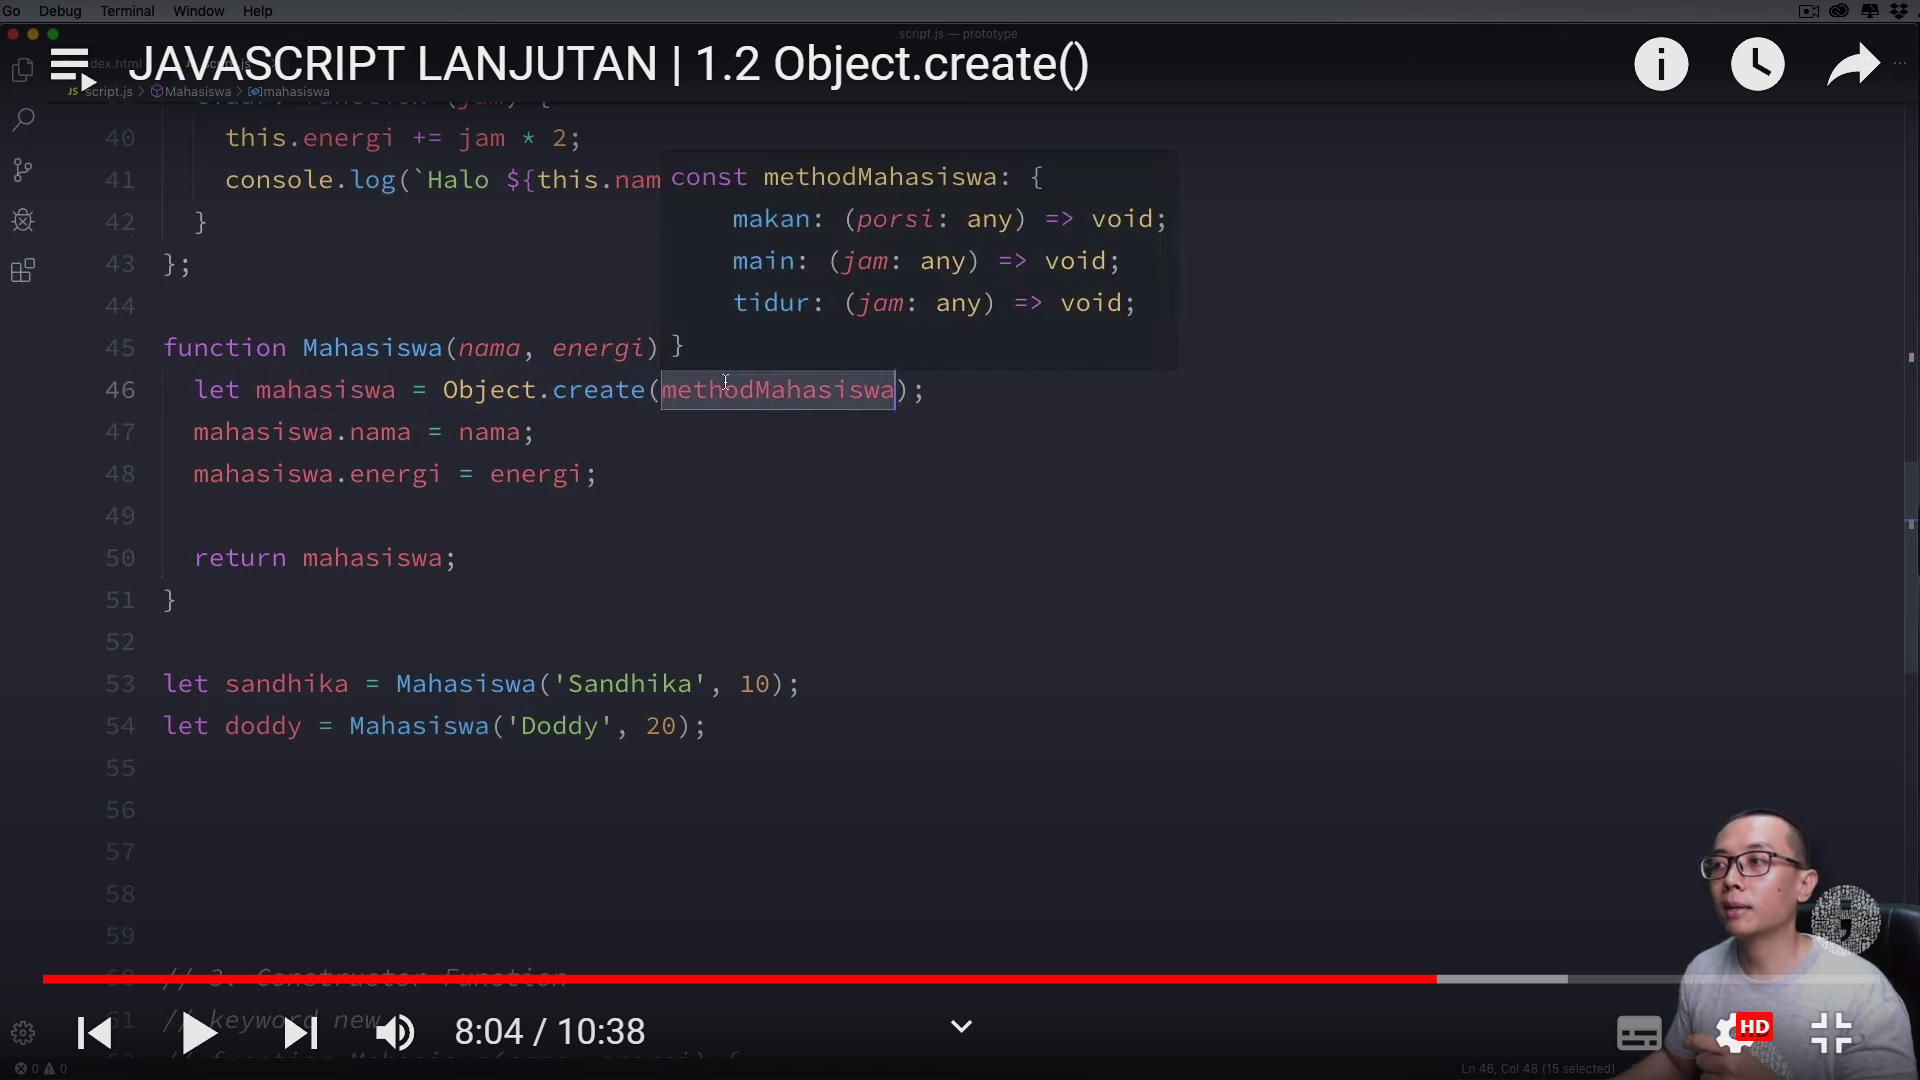 Go Debug Terminal Window Help
script.js — prototype
JAVASCRIPT LANJUTAN | 1.2 Object.create()
JS script.js > Mahasiswa > mahasiswa
40 this.energi += jam * 2;
41 console.log(`Halo ${this.nam
42 }
43 };
44
45 function Mahasiswa(nama, energi)
const methodMahasiswa: {
makan: (porsi: any) => void;
main: (jam: any) => void;
tidur: (jam: any) => void;
}
46 let mahasiswa = Object.create(methodMahasiswa);
47 mahasiswa.nama = nama;
48 mahasiswa.energi = energi;
49
50 return mahasiswa;
51 }
52
53 let sandhika = Mahasiswa('Sandhika', 10);
54 let doddy = Mahasiswa('Doddy', 20);
55
56
57
58
59
60 // 3. Constructor Function
61 // keyword new
8:04 / 10:38
HD
0 0
Ln 46, Col 48 (15 selected)